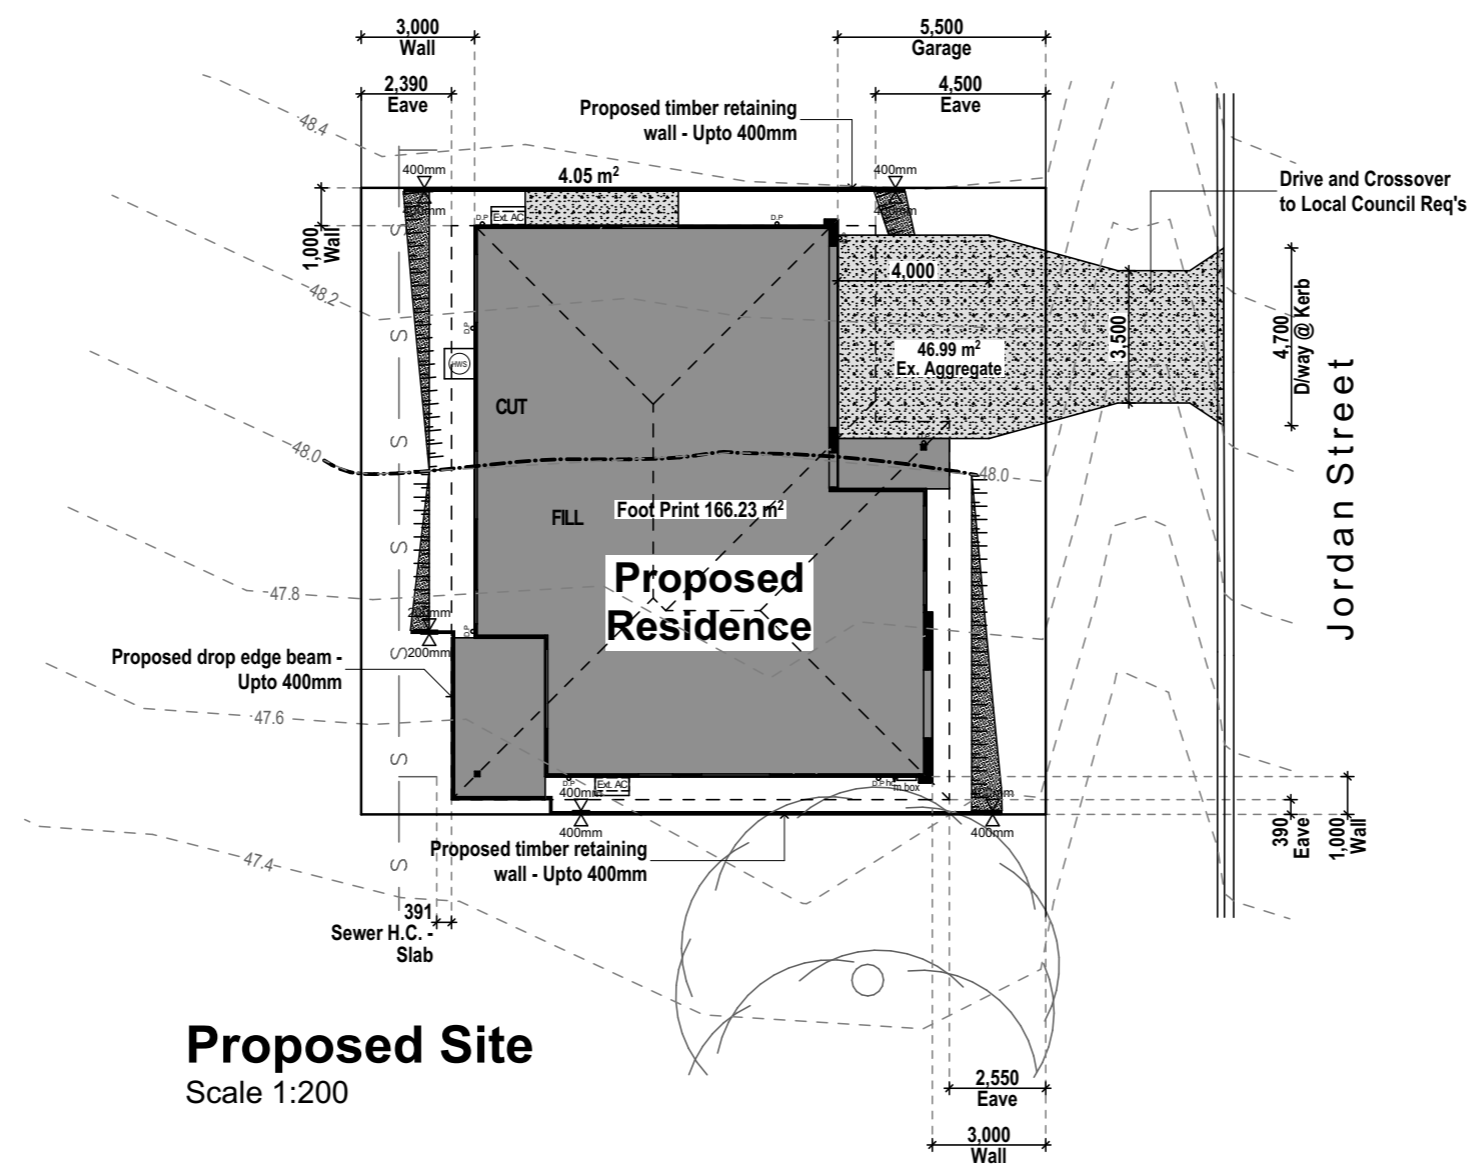 3,000
Wall
5,500
Garage
2,390
Eave
4,500
Eave
Proposed timber retaining
wall - Upto 400mm
48.4
400mm
4.05 m²
400mm
Drive and Crossover
to Local Council Req's
D.P
Ext. AC
D.P
1,000
Wall
S
4,000
48.2
D.P
3,500
4,700
D/way @ Kerb
46.99 m²
Ex. Aggregate
HWS
S
Jordan Street
CUT
S
48.0
48.0
Foot Print 166.23 m²
FILL
S
Proposed
Residence
47.8
200mm
D.P
200mm
S
Proposed drop edge beam -
Upto 400mm
47.6
S
D.P
Ext. AC
D.P
m.box
400mm
400mm
400mm
390
Eave
1,000
Wall
Proposed timber retaining
wall - Upto 400mm
47.4
S
391
Sewer H.C. -
Slab
Proposed Site
Scale 1:200
2,550
Eave
3,000
Wall